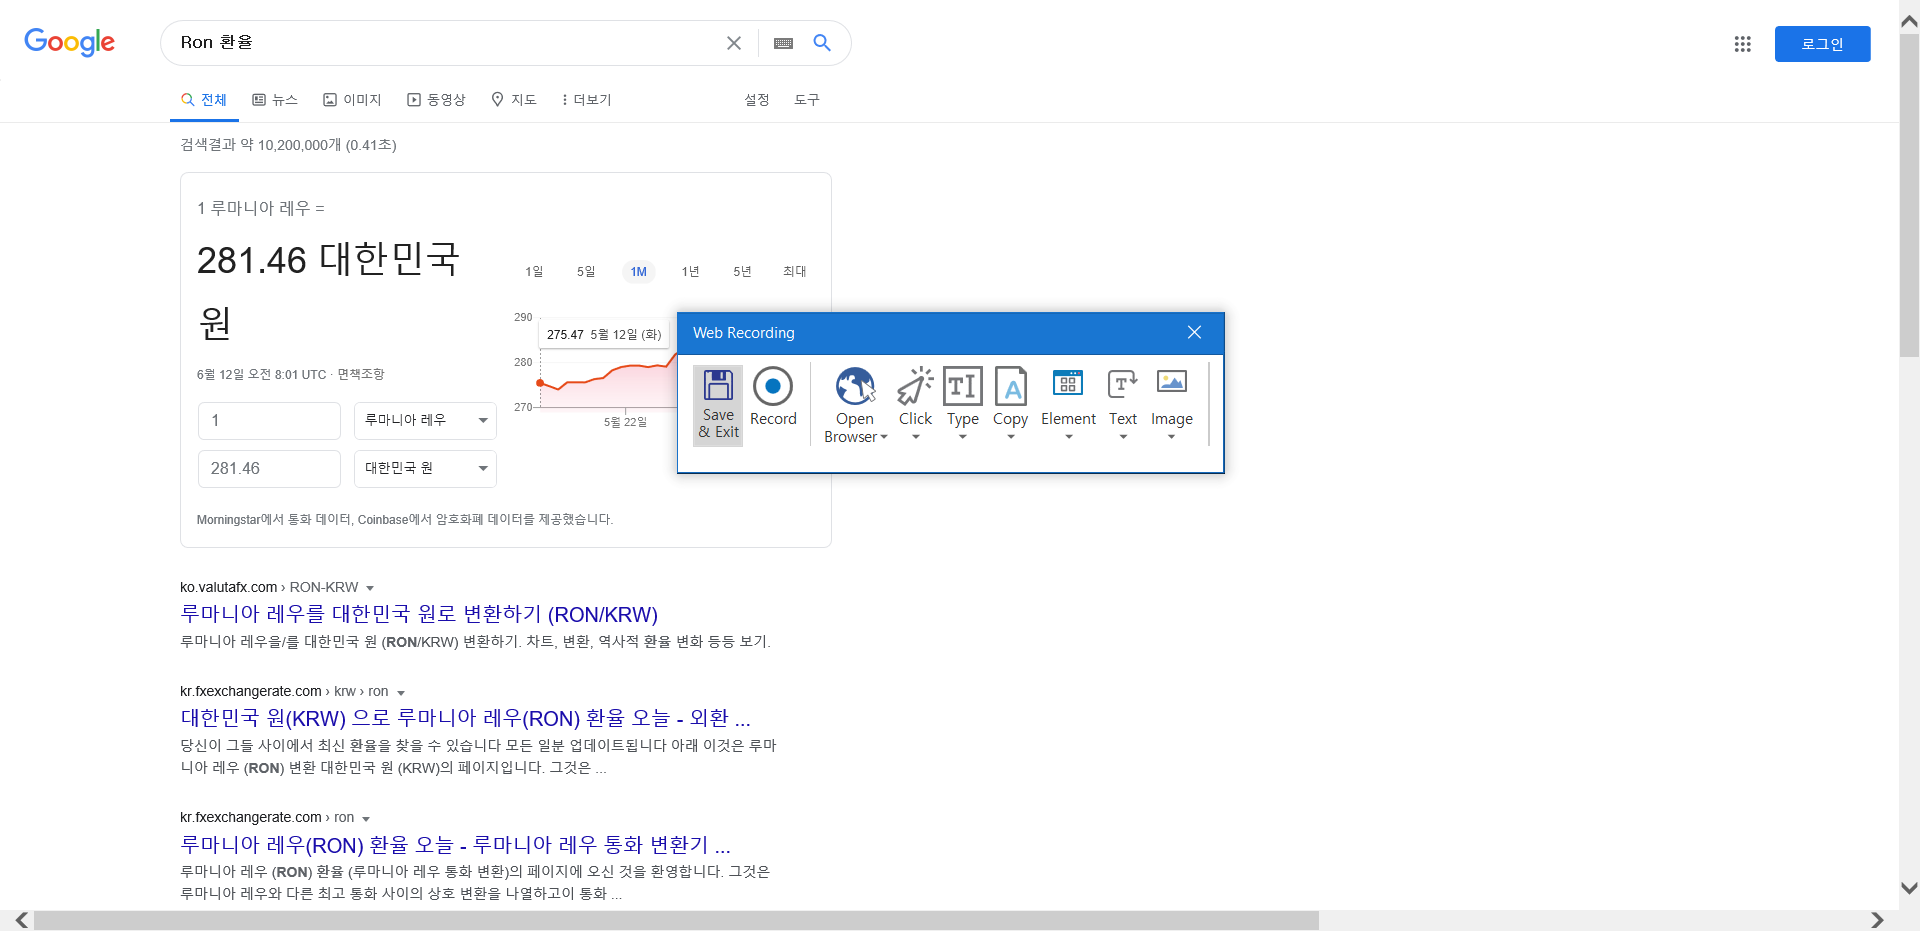 Google
Ron 환율
로그인
전체
뉴스
이미지
동영상
지도
더보기
설정
도구
검색결과 약 10,200,000개 (0.41초)
1 루마니아 레우 =
281.46 대한민국
원
6월 12일 오전 8:01 UTC · 면책조항
1
루마니아 레우
281.46
대한민국 원
1일
5일
1M
1년
5년
최대
290
275.47 5월 12일 (화)
280
270
5월 22일
Morningstar에서 통화 데이터, Coinbase에서 암호화폐 데이터를 제공했습니다.
Web Recording
Save
& Exit
Record
Open
Browser
Click
Type
Copy
Element
Text
Image
ko.valutafx.com › RON-KRW
루마니아 레우를 대한민국 원로 변환하기 (RON/KRW)
루마니아 레우을/를 대한민국 원 (RON/KRW) 변환하기. 차트, 변환, 역사적 환율 변화 등등 보기.
kr.fxexchangerate.com › krw › ron
대한민국 원(KRW) 으로 루마니아 레우(RON) 환율 오늘 - 외환 ...
당신이 그들 사이에서 최신 환율을 찾을 수 있습니다 모든 일분 업데이트됩니다 아래 이것은 루마
니아 레우 (RON) 변환 대한민국 원 (KRW)의 페이지입니다. 그것은 ...
kr.fxexchangerate.com › ron
루마니아 레우(RON) 환율 오늘 - 루마니아 레우 통화 변환기 ...
루마니아 레우 (RON) 환율 (루마니아 레우 통화 변환)의 페이지에 오신 것을 환영합니다. 그것은
루마니아 레우와 다른 최고 통화 사이의 상호 변환을 나열하고이 통화 ...